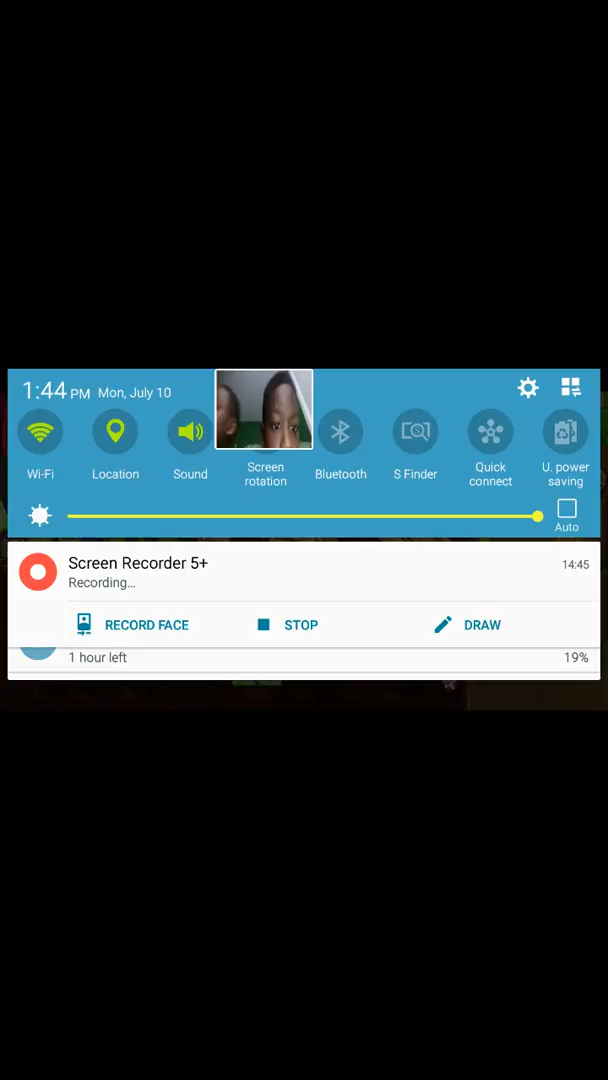 1:44 PM Mon, July 10
Wi-Fi
Location
Sound
Screen rotation
Bluetooth
S Finder
Quick connect
U. power saving
Auto
Screen Recorder 5+
14:45
Recording...
RECORD FACE
STOP
DRAW
1 hour left
19%